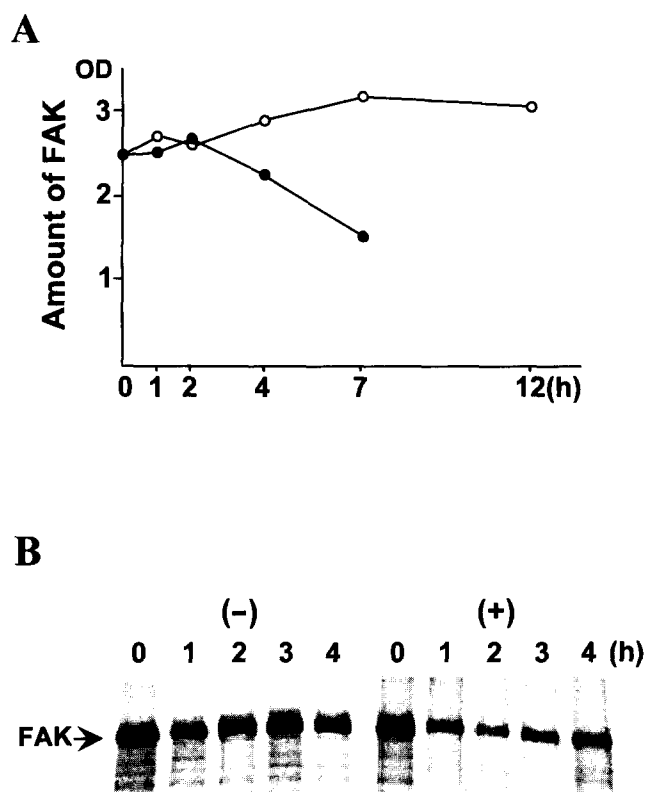 A
OD
Amount of FAK
3
2
1
0 1 2 4 7 12(h)
B
(–) (+)
0 1 2 3 4 0 1 2 3 4 (h)
FAK→